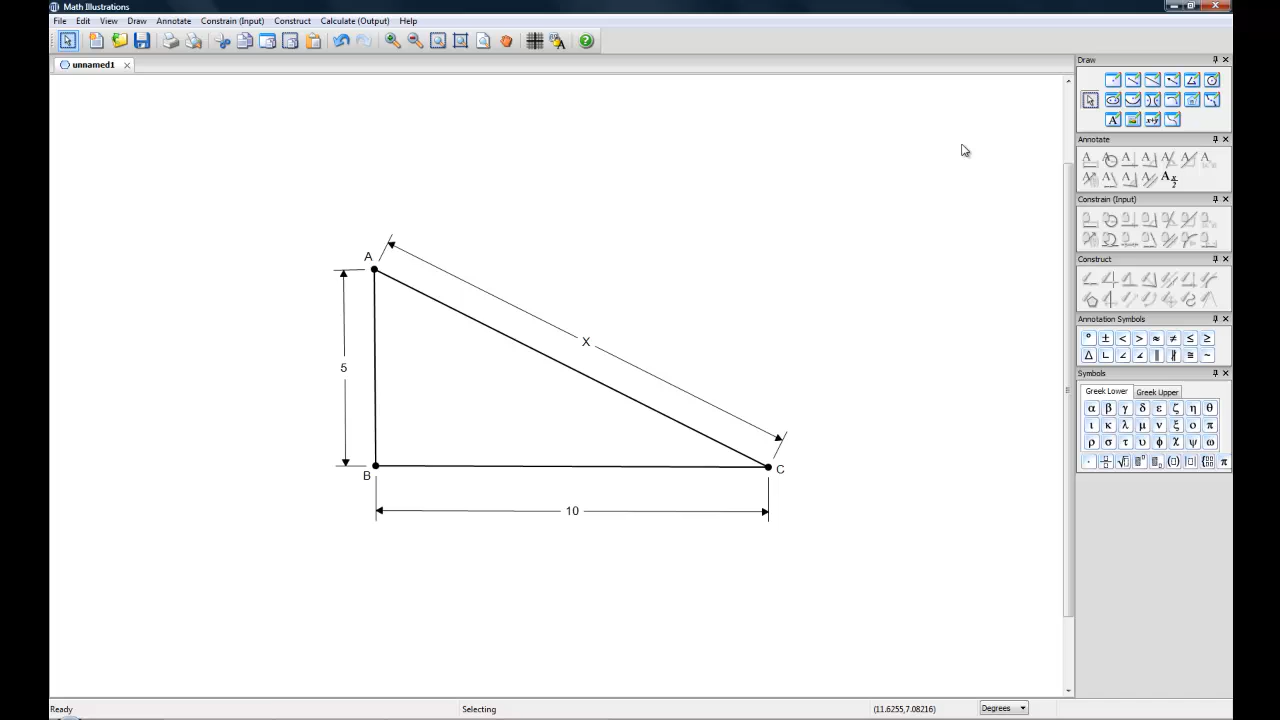 Math Illustrations
File Edit View Draw Annotate Constrain (Input) Construct Calculate (Output) Help
unnamed1
Draw
Annotate
Constrain (Input)
Construct
Annotation Symbols
° ± < > ≈ ≠ ≤ ≥
Δ ∟ ∠ ∡ ∥ ∦ ≅ ~
Symbols
Greek Lower Greek Upper
α β γ δ ε ζ η θ
ι κ λ μ ν ξ ο π
ρ σ τ υ ϕ χ ψ ω
A
X
5
B
C
10
Ready
Selecting
(11.6255,7.08216)
Degrees